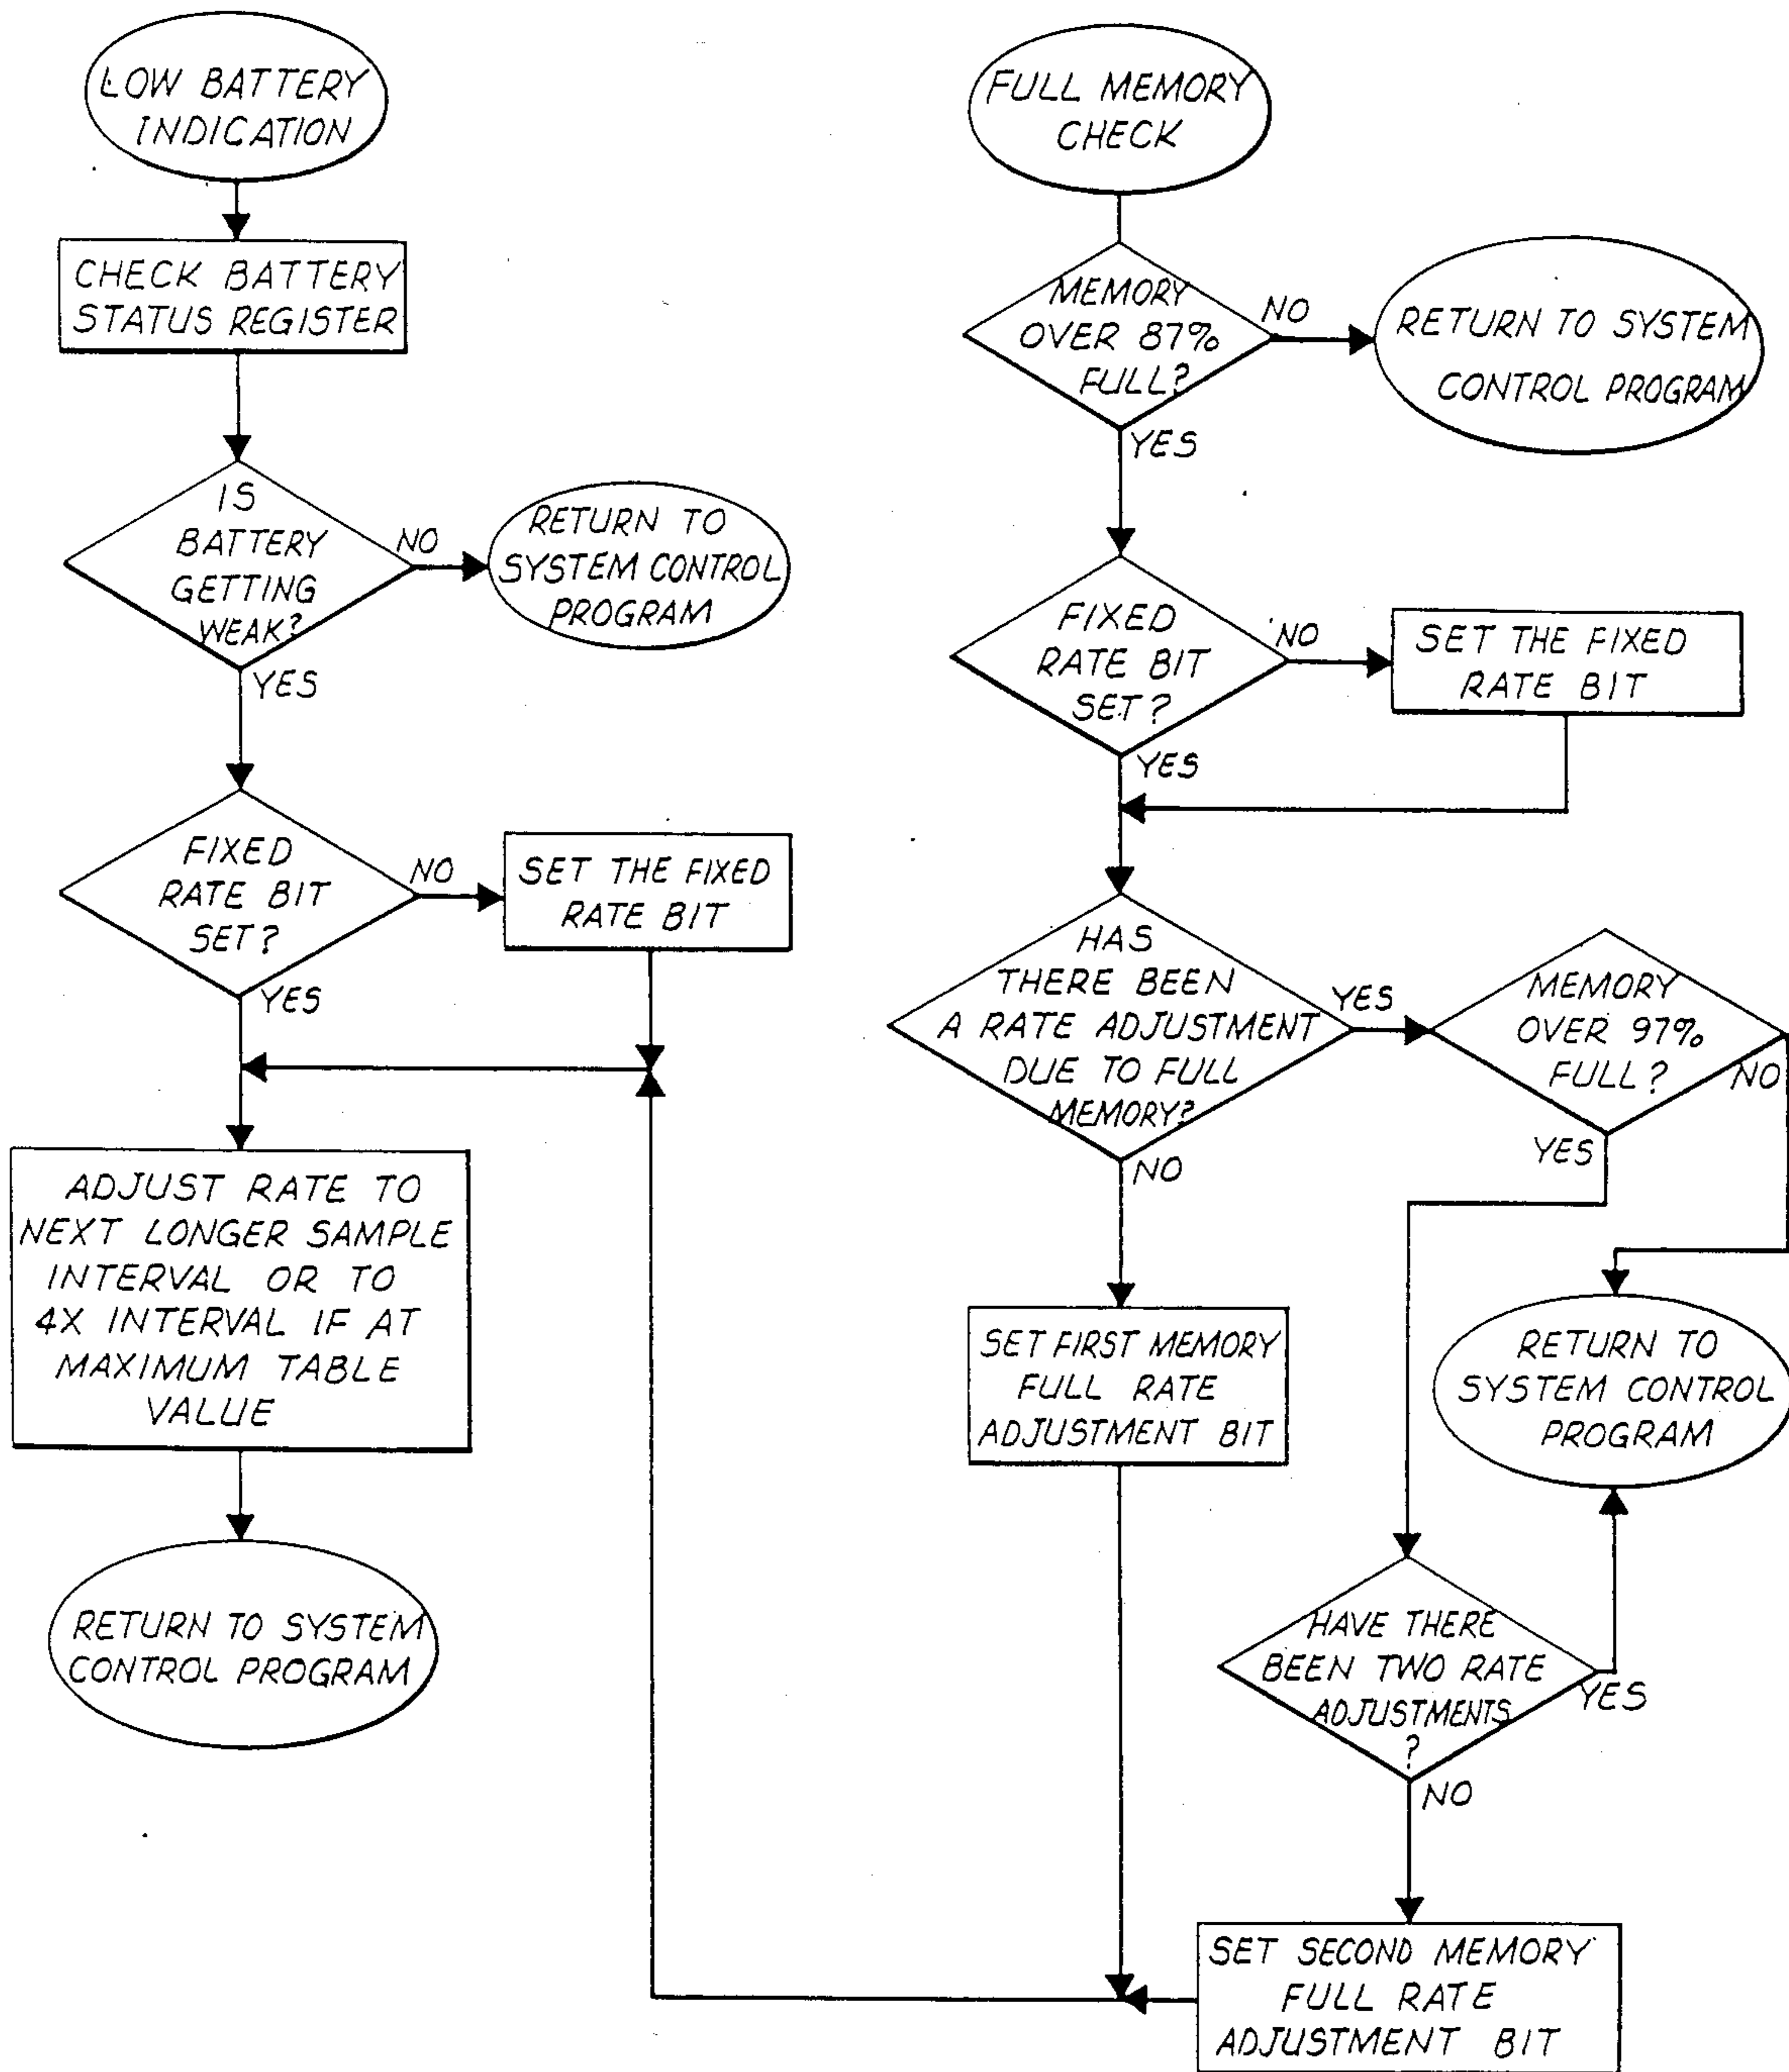 LOW BATTERY
INDICATION
CHECK BATTERY
STATUS REGISTER
IS
BATTERY
GETTING
WEAK?
NO
RETURN TO
SYSTEM CONTROL
PROGRAM
YES
FIXED
RATE BIT
SET?
NO
SET THE FIXED
RATE BIT
YES
ADJUST RATE TO
NEXT LONGER SAMPLE
INTERVAL OR TO
4X INTERVAL IF AT
MAXIMUM TABLE
VALUE
RETURN TO SYSTEM
CONTROL PROGRAM
FULL MEMORY
CHECK
MEMORY
OVER 87%
FULL?
NO
RETURN TO SYSTEM
CONTROL PROGRAM
YES
FIXED
RATE BIT
SET?
NO
SET THE FIXED
RATE BIT
YES
HAS
THERE BEEN
A RATE ADJUSTMENT
DUE TO FULL
MEMORY?
YES
MEMORY
OVER 97%
FULL?
NO
YES
NO
SET FIRST MEMORY
FULL RATE
ADJUSTMENT BIT
RETURN TO
SYSTEM CONTROL
PROGRAM
HAVE THERE
BEEN TWO RATE
ADJUSTMENTS
?
YES
NO
SET SECOND MEMORY
FULL RATE
ADJUSTMENT BIT